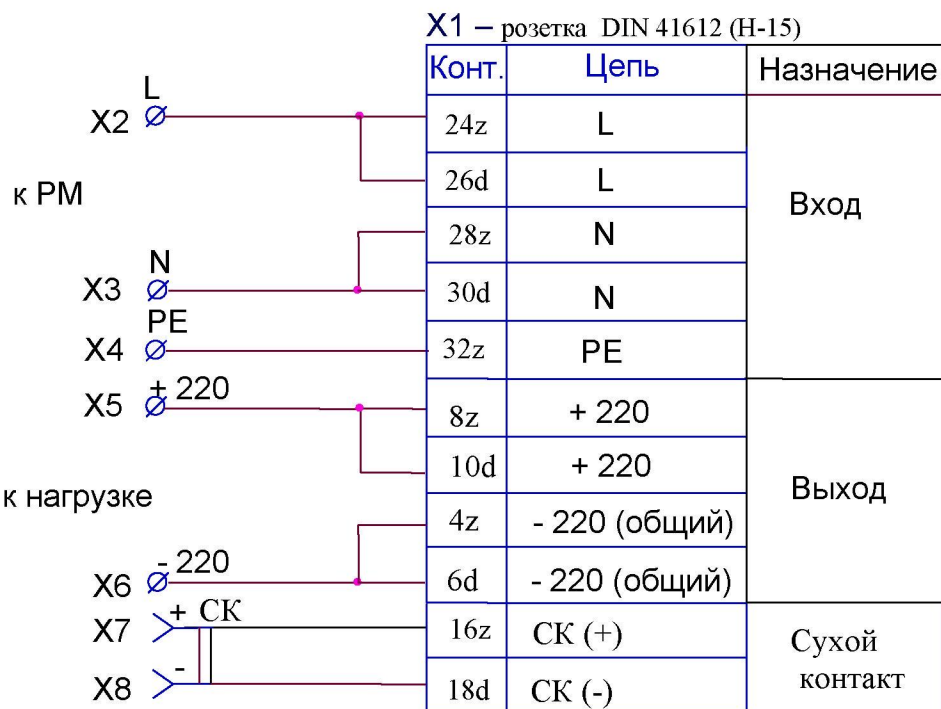 X1 – розетка DIN 41612 (Н-15)
Конт. Цепь Назначение
L
X2 24z L
26d L
к РМ Вход
28z N
N
X3 30d N
PE
X4 32z PE
+ 220
X5 8z + 220
10d + 220
к нагрузке Выход
4z - 220 (общий)
- 220
X6 6d - 220 (общий)
+ СК
X7 16z СК (+)
Сухой
контакт
-
X8 18d СК (-)